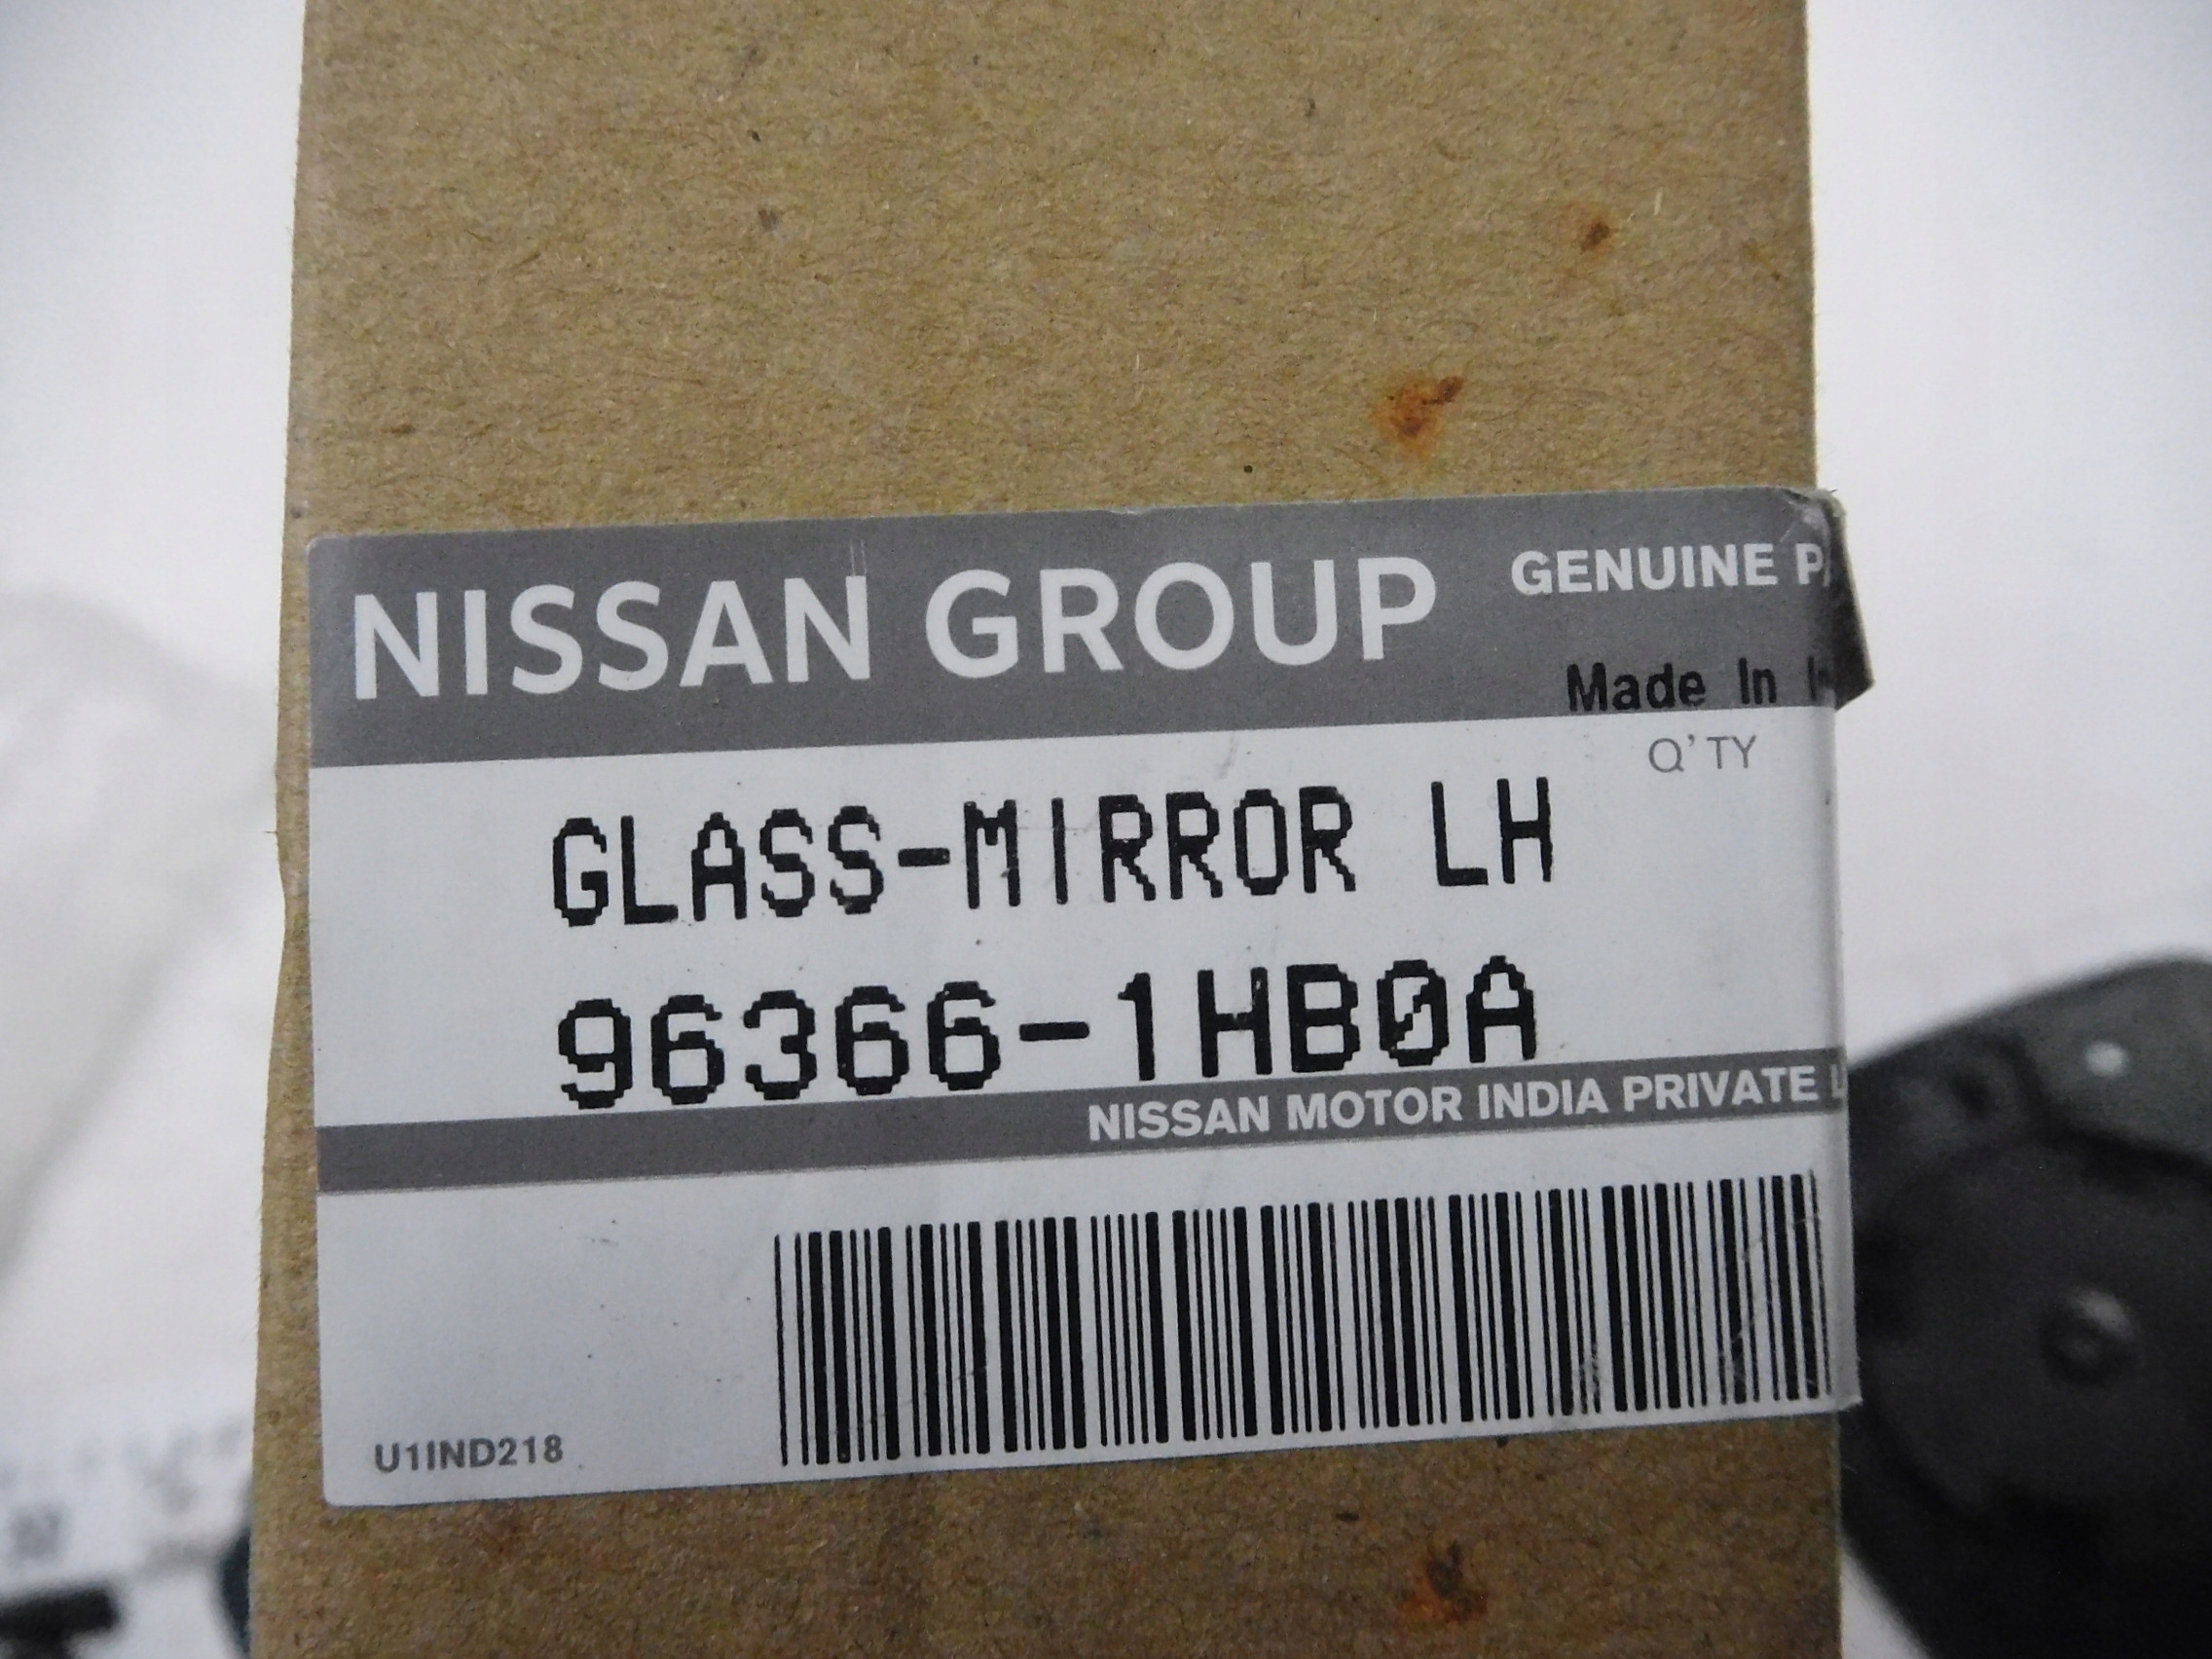 NISSAN GROUP
GENUINE P
Made In I
Q'TY
GLASS-MIRROR LH
96366-1HB0A
NISSAN MOTOR INDIA PRIVATE L
U1IND218